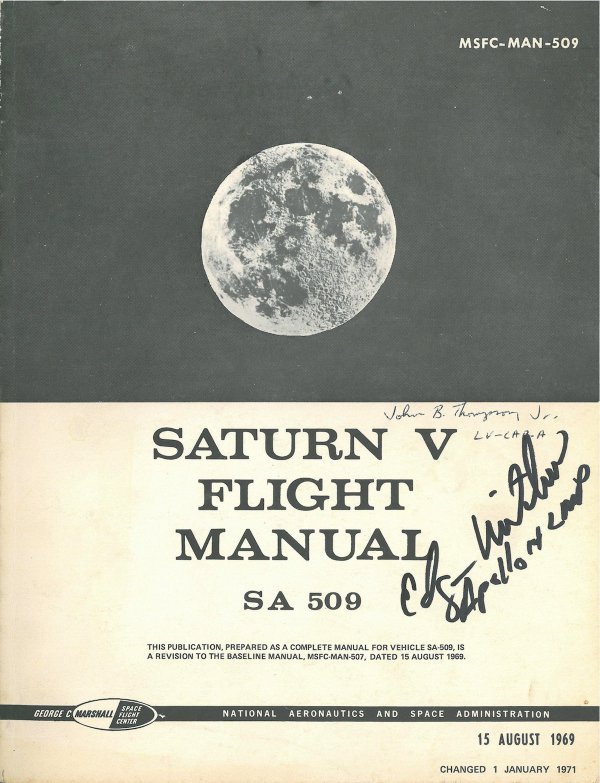 MSFC-MAN-509
John B. Thompson Jr.
LV-CAP-A
SATURN V
FLIGHT
MANUAL
SA 509
Edgar Mitchell
Apollo 14 LMP
THIS PUBLICATION, PREPARED AS A COMPLETE MANUAL FOR VEHICLE SA-509, IS
A REVISION TO THE BASELINE MANUAL, MSFC-MAN-507, DATED 15 AUGUST 1969.
GEORGE C MARSHALL SPACE FLIGHT CENTER
NATIONAL AERONAUTICS AND SPACE ADMINISTRATION
15 AUGUST 1969
CHANGED 1 JANUARY 1971